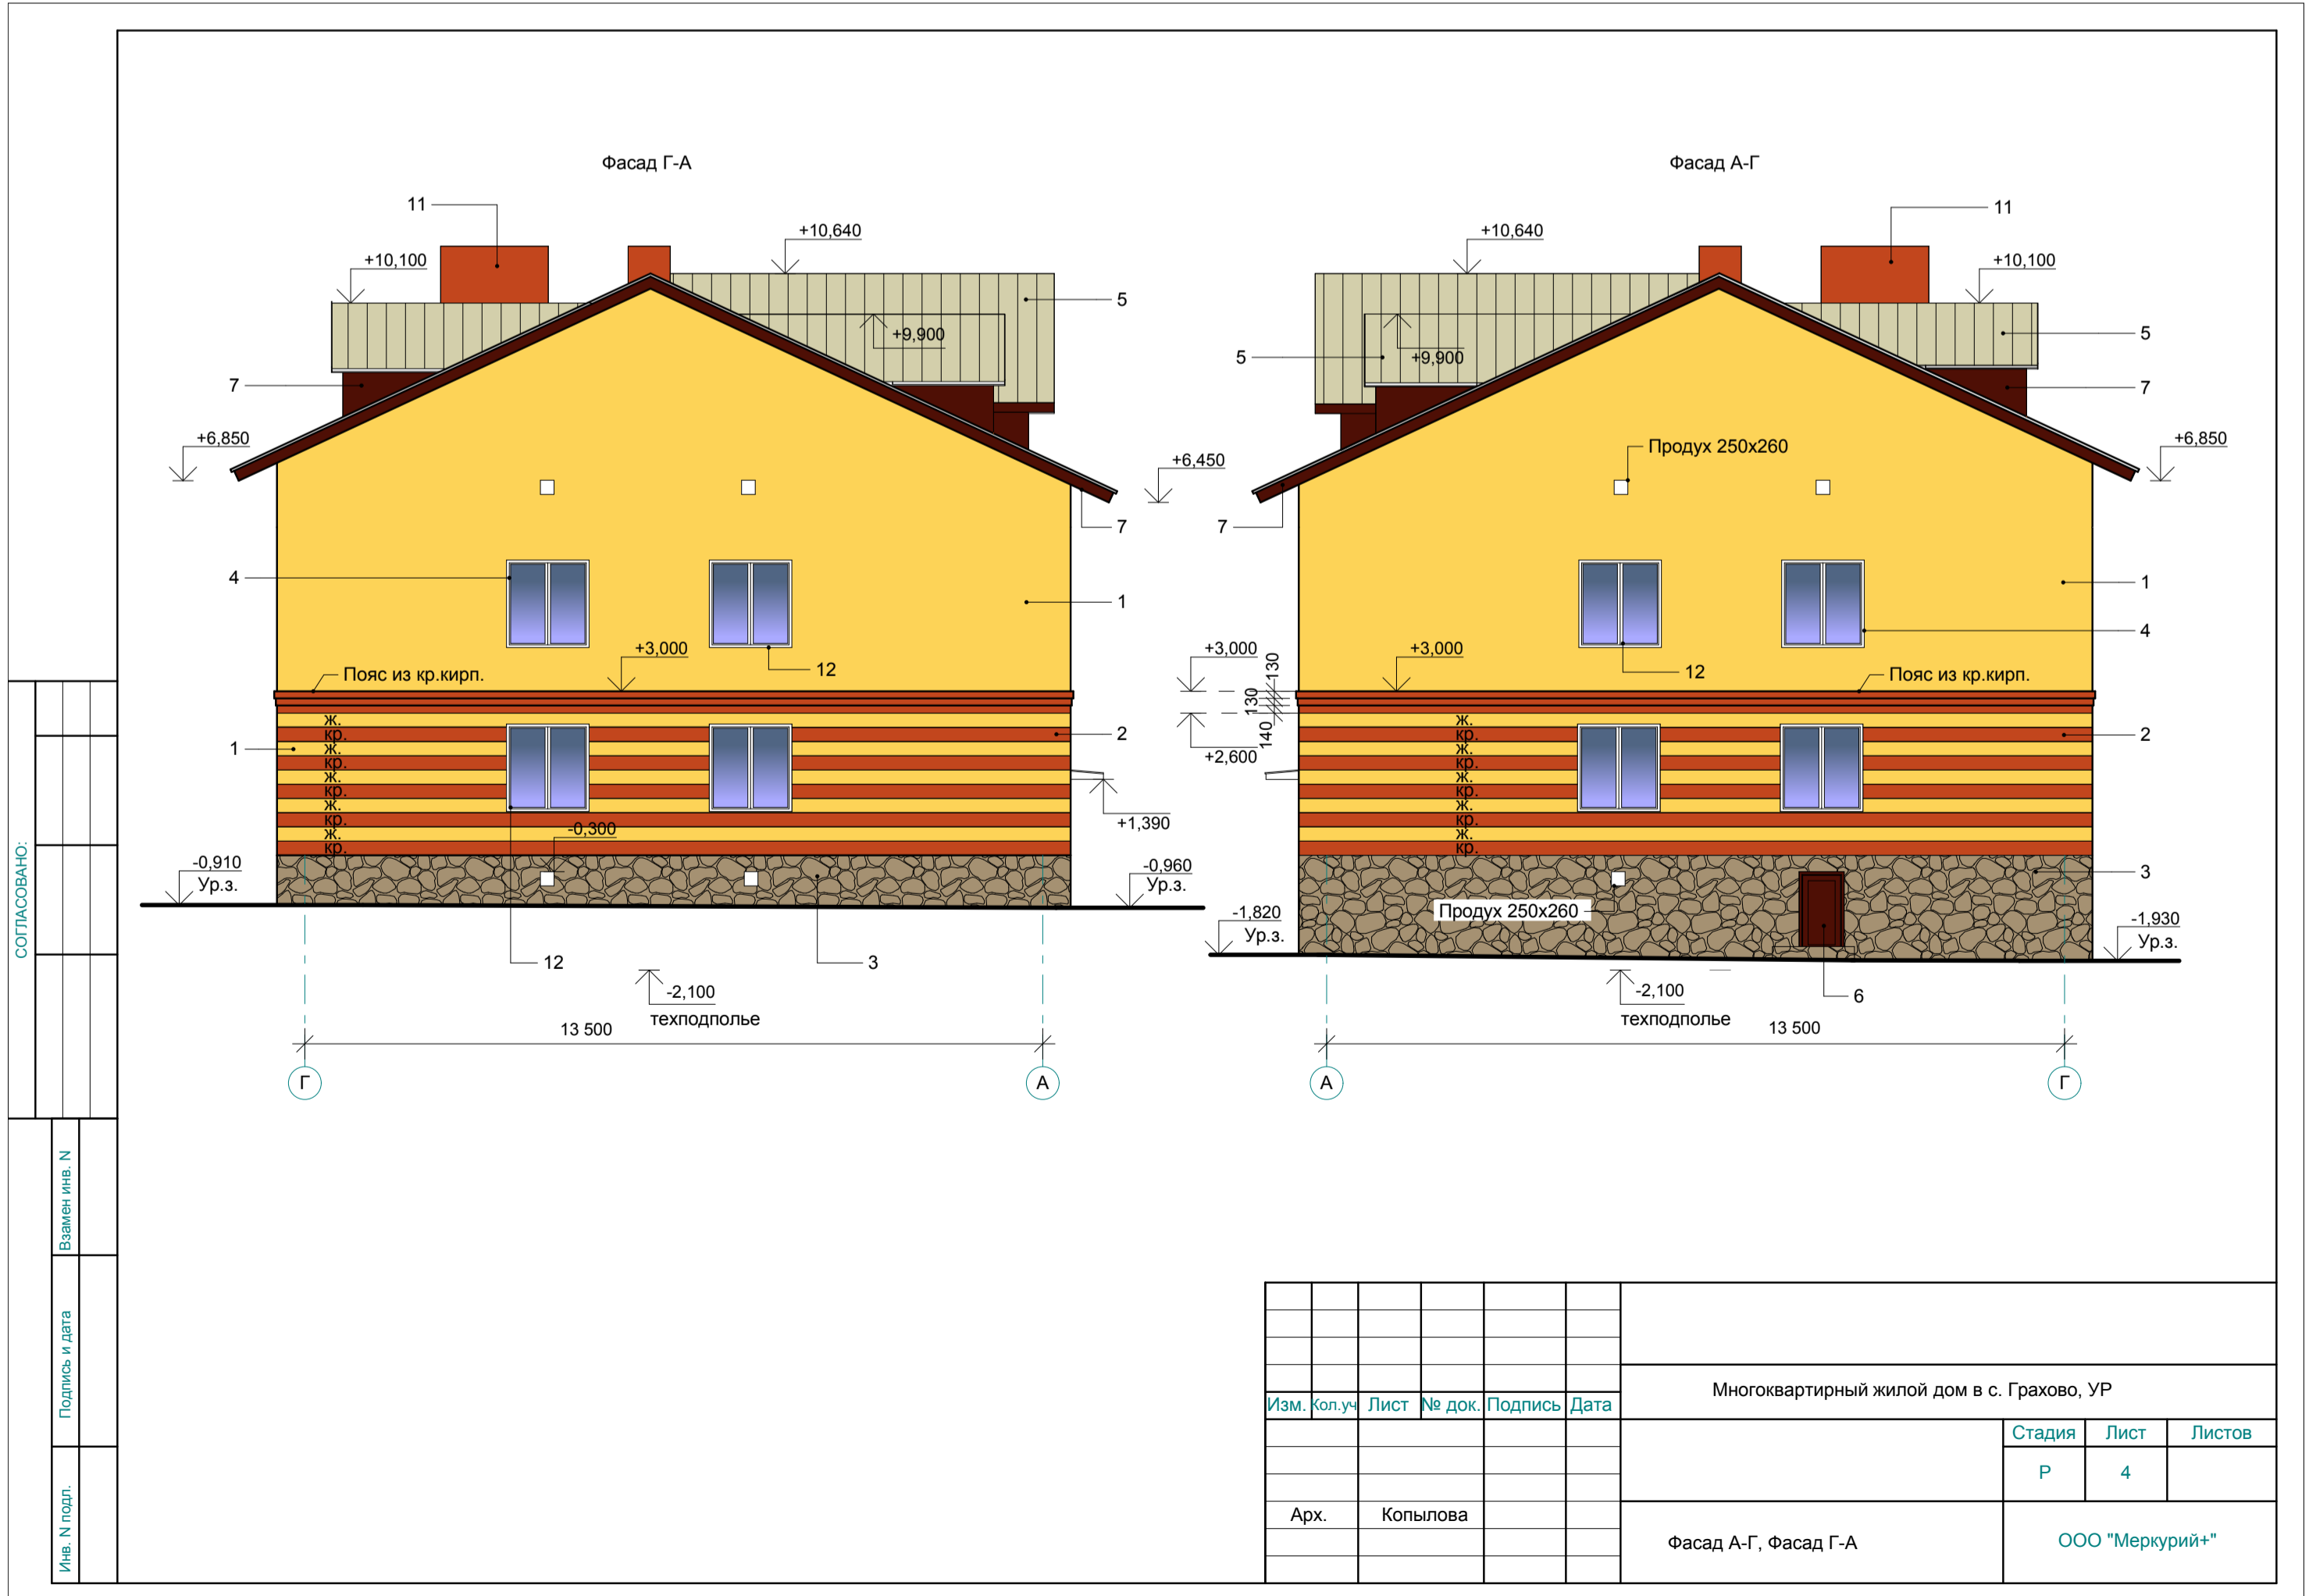 Фасад Г-А
11
+10,640
+10,100
5
+9,900
7
+6,850
+6,450
7
4
1
+3,000
12
Пояс из кр.кирп.
ж.
кр.
ж.
кр.
ж.
кр.
ж.
кр.
ж.
кр.
1
2
-0,300
+1,390
-0,910
Ур.з.
-0,960
Ур.з.
12
3
-2,100
техподполье
13 500
Г
А
Фасад А-Г
11
+10,640
+10,100
5
5
+9,900
7
+6,850
Продух 250х260
7
1
4
+3,000
130
+3,000
12
Пояс из кр.кирп.
130
140
+2,600
ж.
кр.
ж.
кр.
ж.
кр.
ж.
кр.
ж.
кр.
2
3
Продух 250х260
-1,820
Ур.з.
-1,930
Ур.з.
6
-2,100
техподполье
13 500
А
Г
СОГЛАСОВАНО:
Взамен инв. N
Подпись и дата
Инв. N подл.
Изм.
Кол.уч
Лист
№ док.
Подпись
Дата
Многоквартирный жилой дом в с. Грахово, УР
Стадия
Лист
Листов
Р
4
Арх.
Копылова
Фасад А-Г, Фасад Г-А
ООО "Меркурий+"